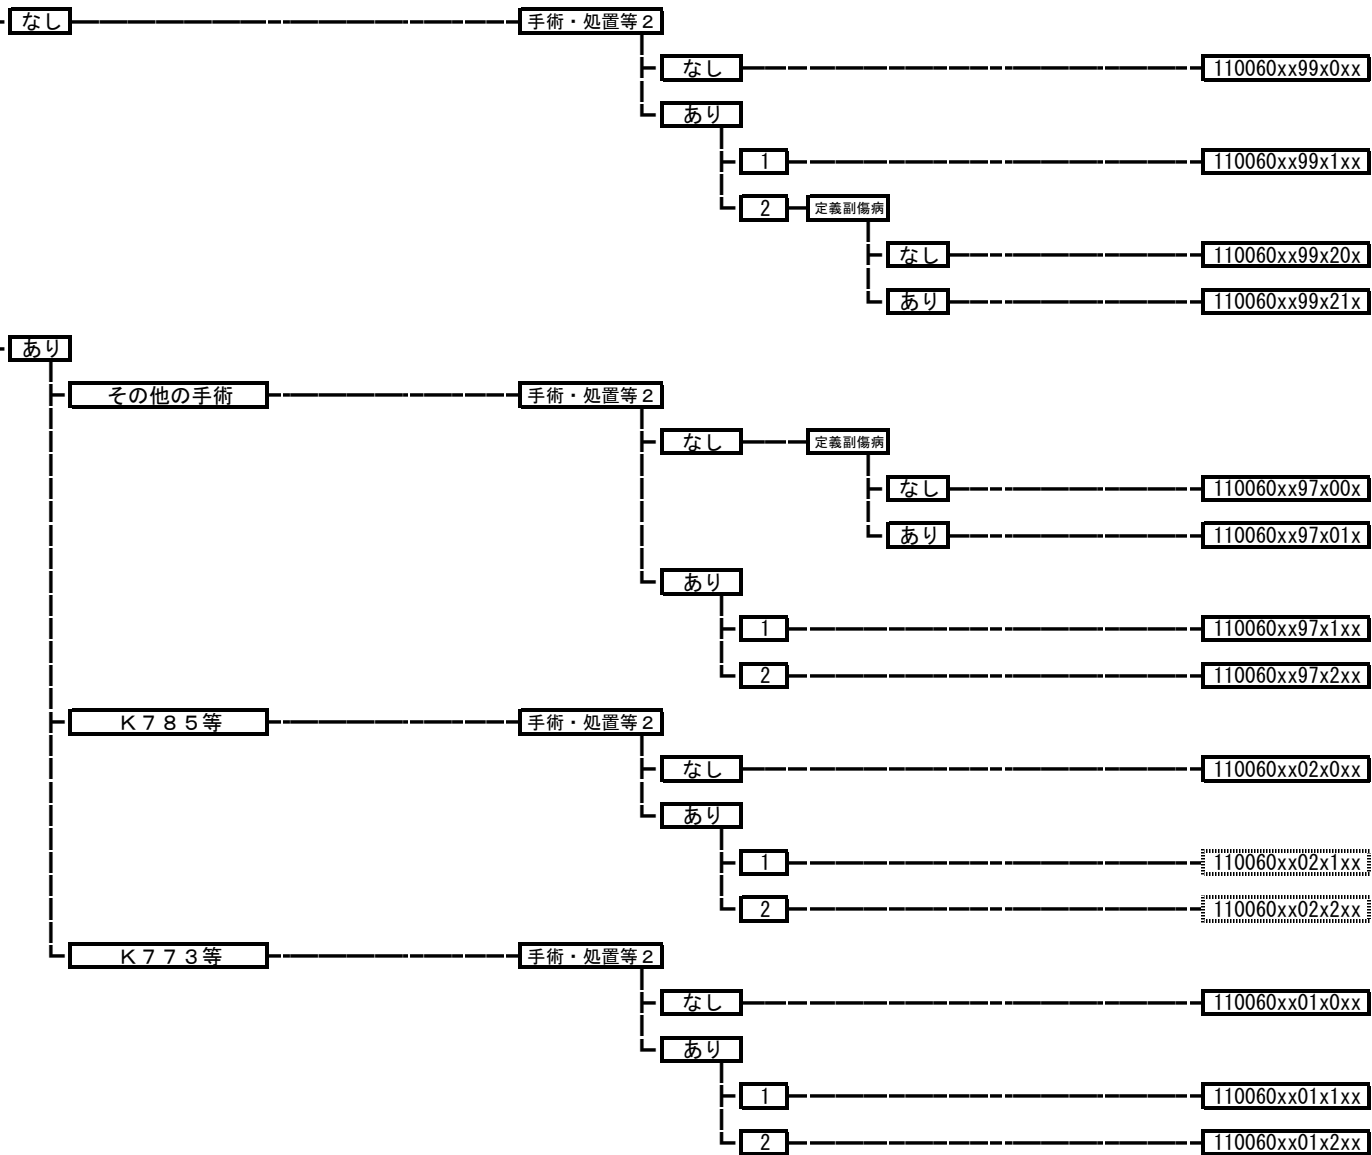 なし 手術・処置等２
なし 110060xx99x0xx
あり
1 110060xx99x1xx
2 定義副傷病
なし 110060xx99x20x
あり 110060xx99x21x
あり
その他の手術 手術・処置等２
なし 定義副傷病
なし 110060xx97x00x
あり 110060xx97x01x
あり
1 110060xx97x1xx
2 110060xx97x2xx
Ｋ７８５等 手術・処置等２
なし 110060xx02x0xx
あり
1 110060xx02x1xx
2 110060xx02x2xx
Ｋ７７３等 手術・処置等２
なし 110060xx01x0xx
あり
1 110060xx01x1xx
2 110060xx01x2xx